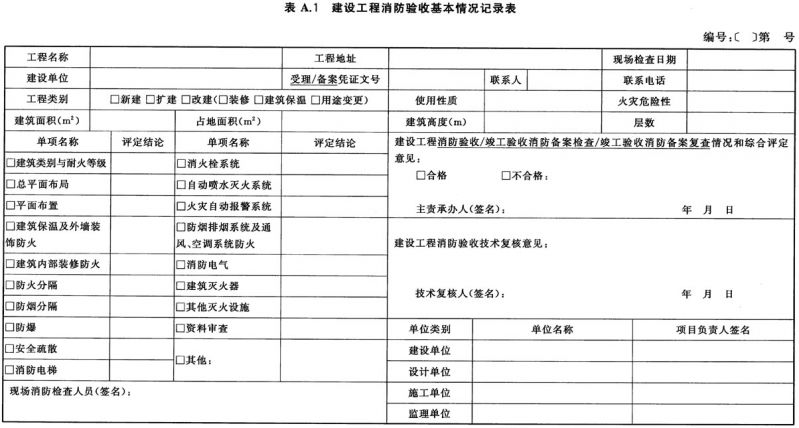 表 A.1 建设工程消防验收基本情况记录表
编号:〔 〕第 号
工程名称 工程地址 现场检查日期
建设单位 受理/备案凭证文号 联系人 联系电话
工程类别 □新建 □扩建 □改建(□装修 □建筑保温 □用途变更) 使用性质 火灾危险性
建筑面积(m²) 占地面积(m²) 建筑高度(m) 层数
单项名称 评定结论 单项名称 评定结论
□建筑类别与耐火等级 □消火栓系统
□总平面布局 □自动喷水灭火系统
□平面布置 □火灾自动报警系统
□建筑保温及外墙装 □防烟排烟系统及通
饰防火 风、空调系统防火
□建筑内部装修防火 □消防电气
□防火分隔 □建筑灭火器
□防烟分隔 □其他灭火设施
□防爆 □资料审查
□安全疏散
□其他:
□消防电梯
现场消防检查人员(签名):
建设工程消防验收/竣工验收消防备案检查/竣工验收消防备案复查情况和综合评定
意见:
□合格 □不合格:
主责承办人(签名): 年 月 日
建设工程消防验收技术复核意见:
技术复核人(签名): 年 月 日
单位类别 单位名称 项目负责人签名
建设单位
设计单位
施工单位
监理单位